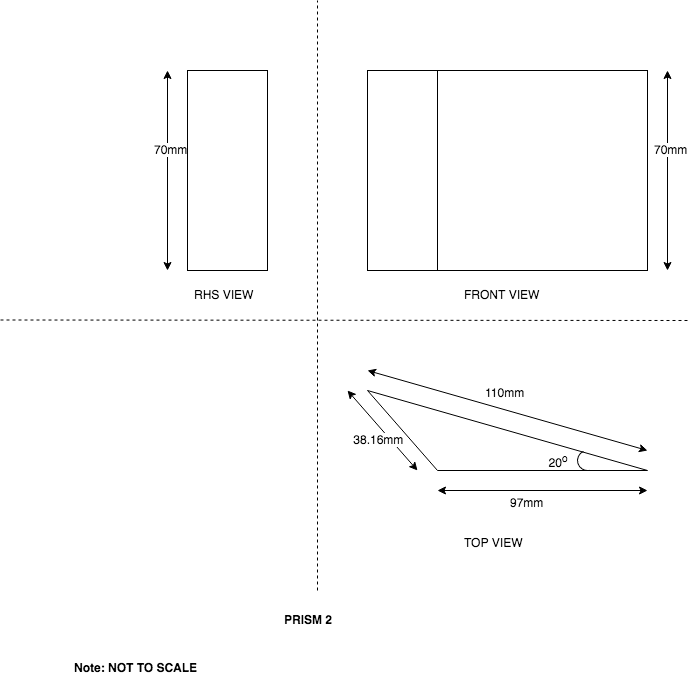 70mm
70mm
RHS VIEW
FRONT VIEW
110mm
38.16mm
20°
97mm
TOP VIEW
PRISM 2
Note: NOT TO SCALE